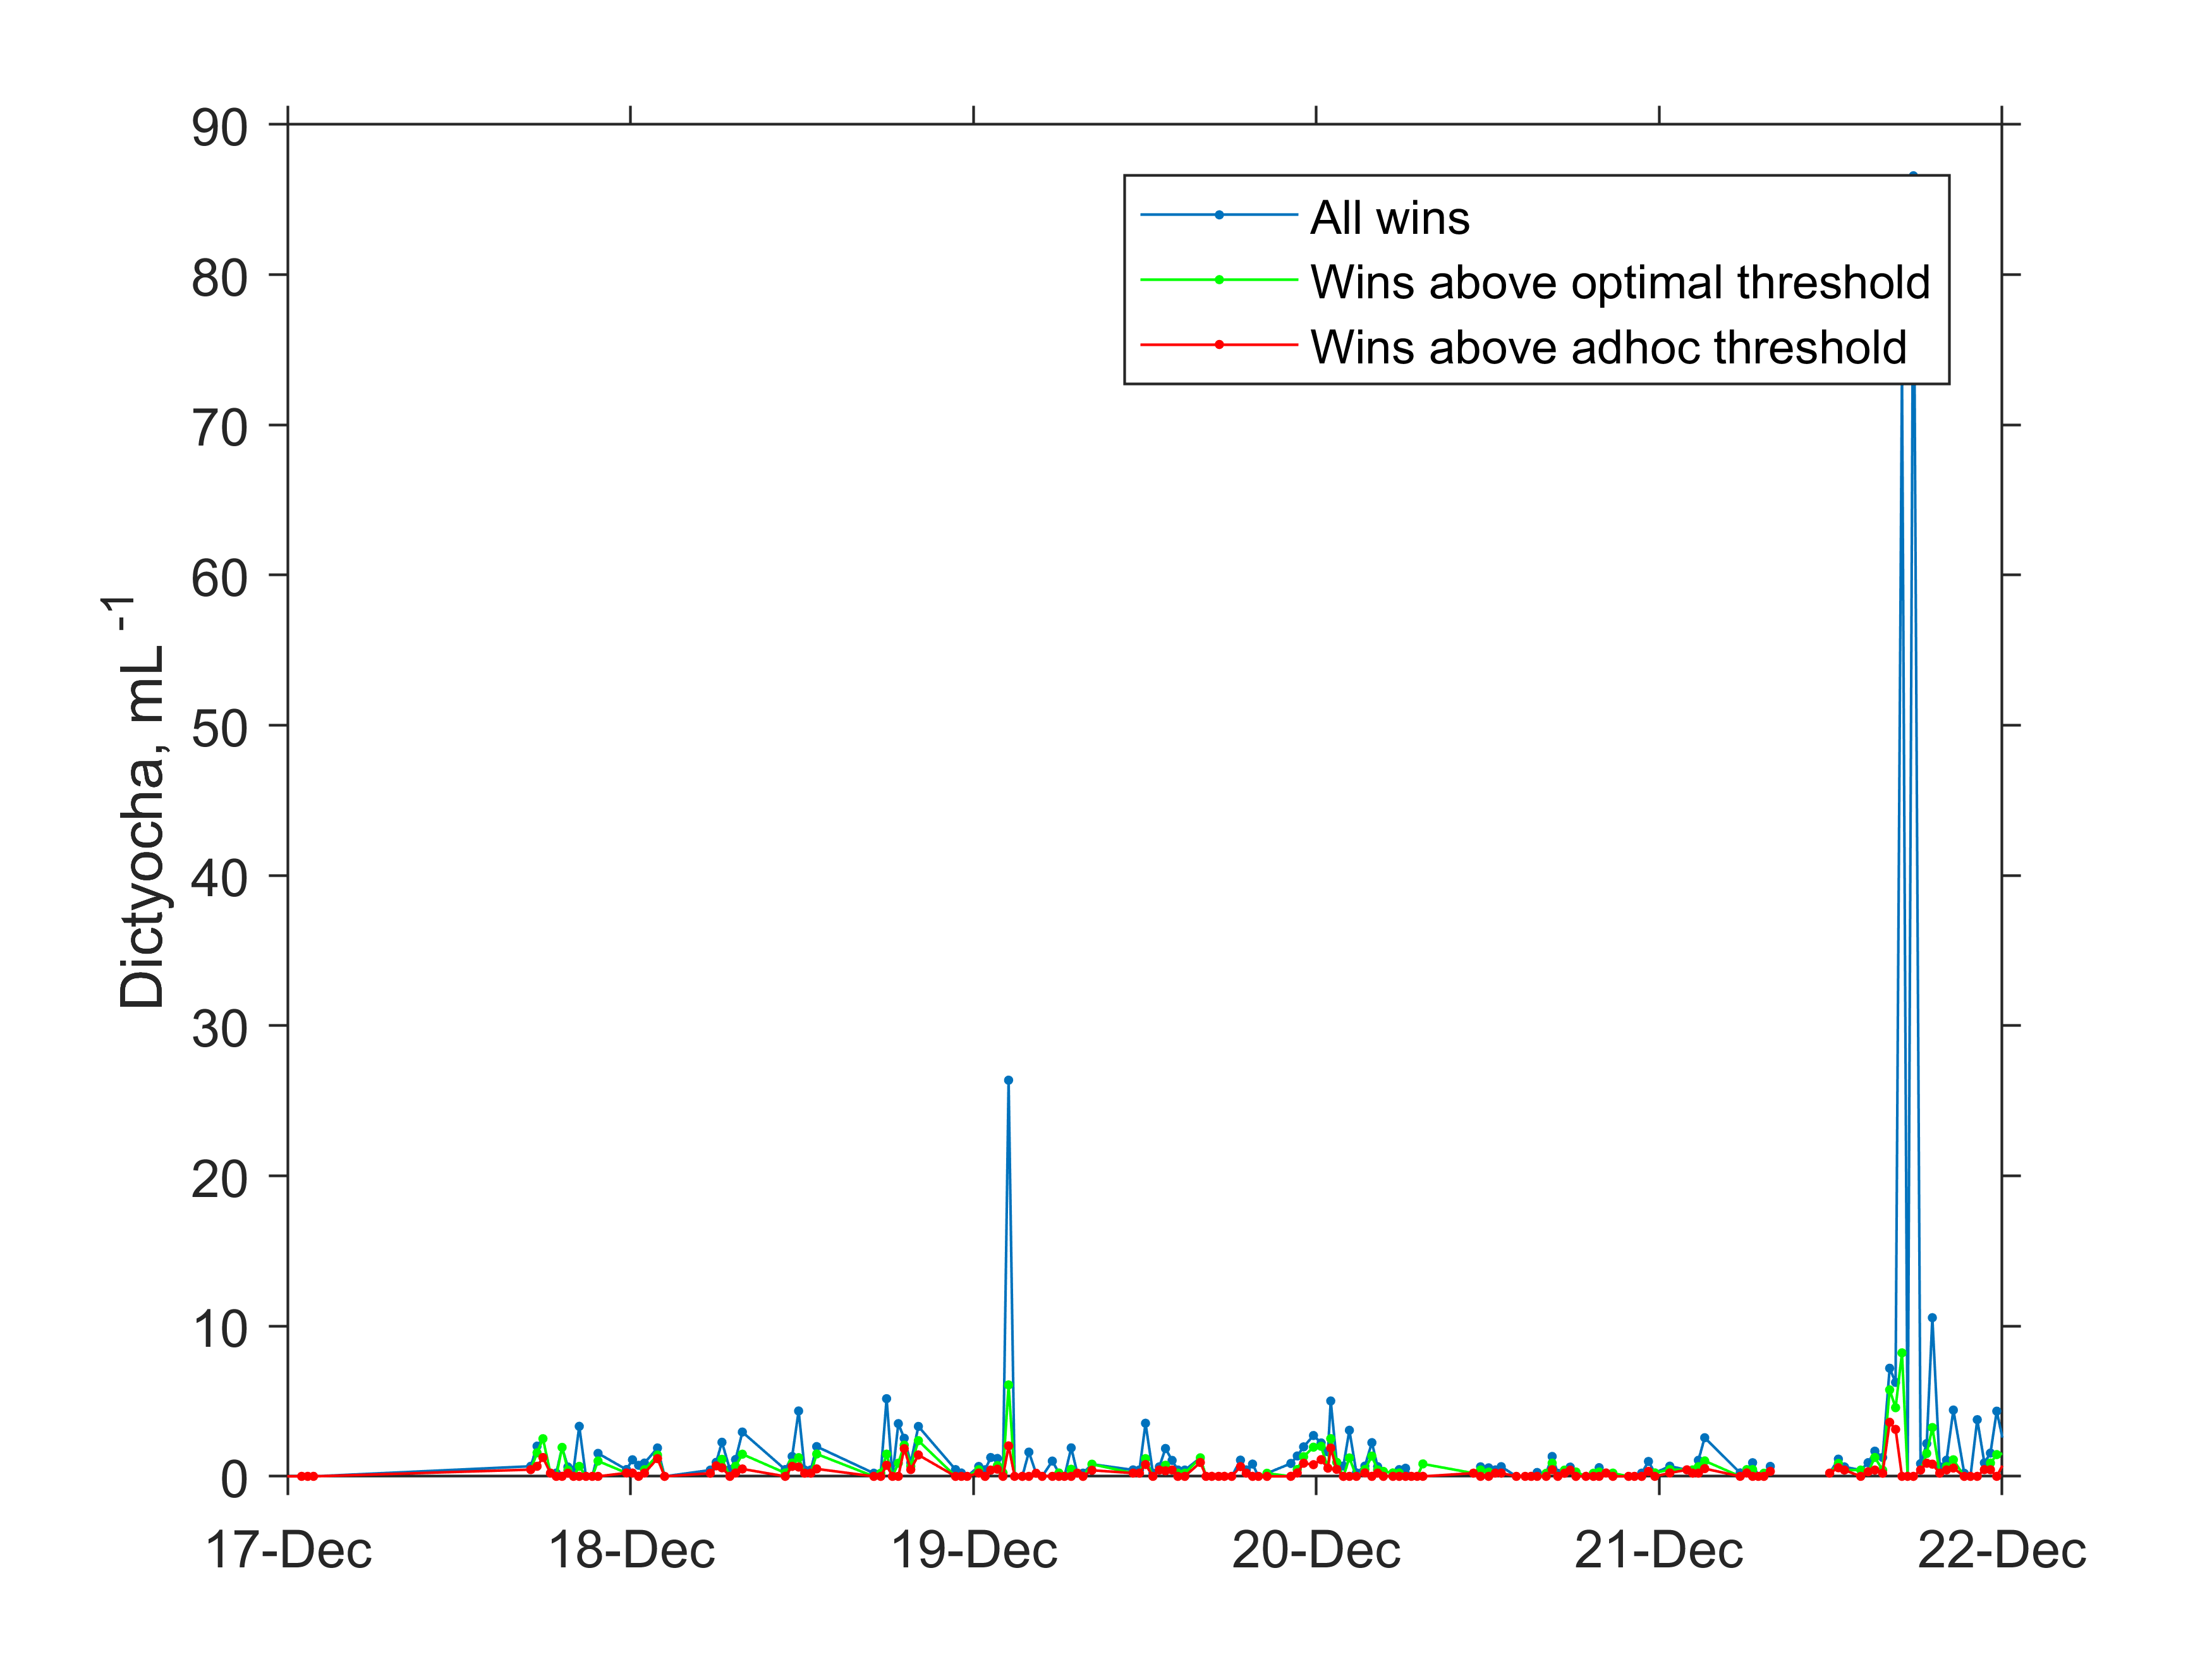 90
80
70
60
50
40
30
20
10
0
Dictyocha, mL -1
All wins
Wins above optimal threshold
Wins above adhoc threshold
17-Dec 18-Dec 19-Dec 20-Dec 21-Dec 22-Dec